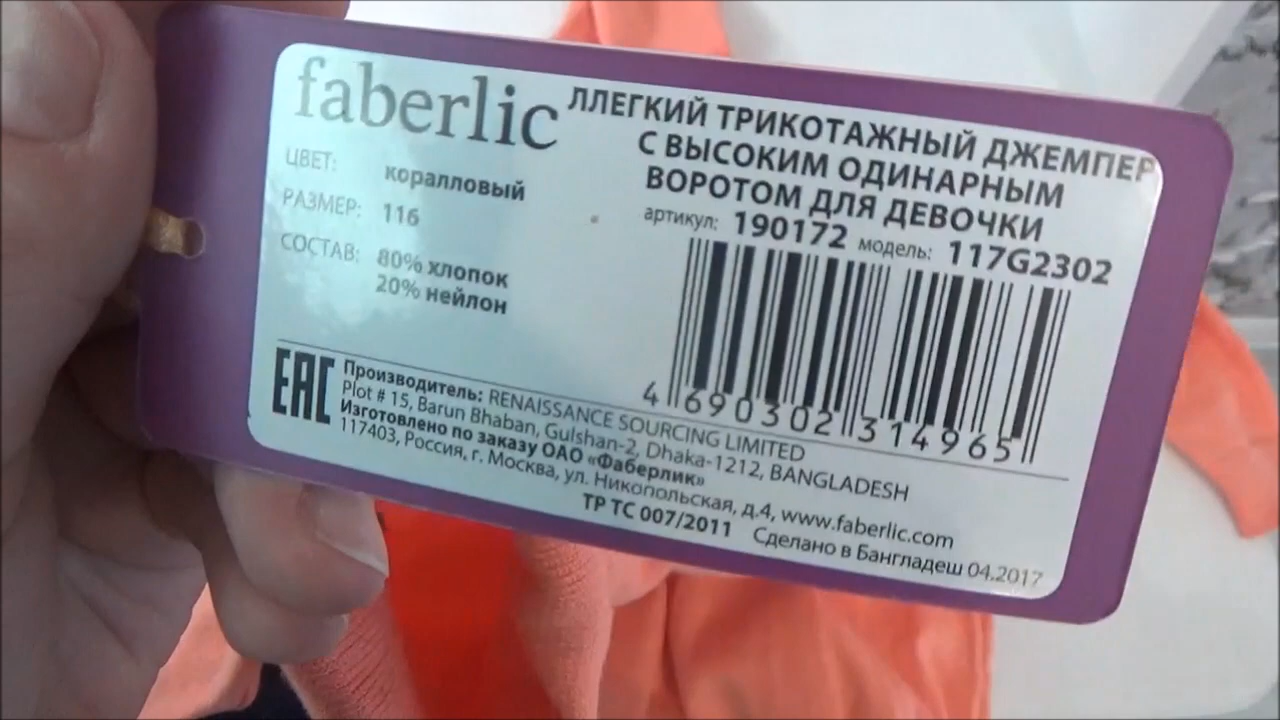 faberlic
ЛЛЕГКИЙ ТРИКОТАЖНЫЙ ДЖЕМПЕР
С ВЫСОКИМ ОДИНАРНЫМ
ВОРОТОМ ДЛЯ ДЕВОЧКИ
артикул: 190172 модель: 117G2302
ЦВЕТ: коралловый
РАЗМЕР: 116
СОСТАВ: 80% хлопок
20% нейлон
4 690302 314965
EAC
Производитель: RENAISSANCE SOURCING LIMITED
Plot # 15, Barun Bhaban, Gulshan-2, Dhaka-1212, BANGLADESH
Изготовлено по заказу ОАО «Фаберлик»
117403, Россия, г. Москва, ул. Никопольская, д.4, www.faberlic.com
ТР ТС 007/2011 Сделано в Бангладеш 04.2017